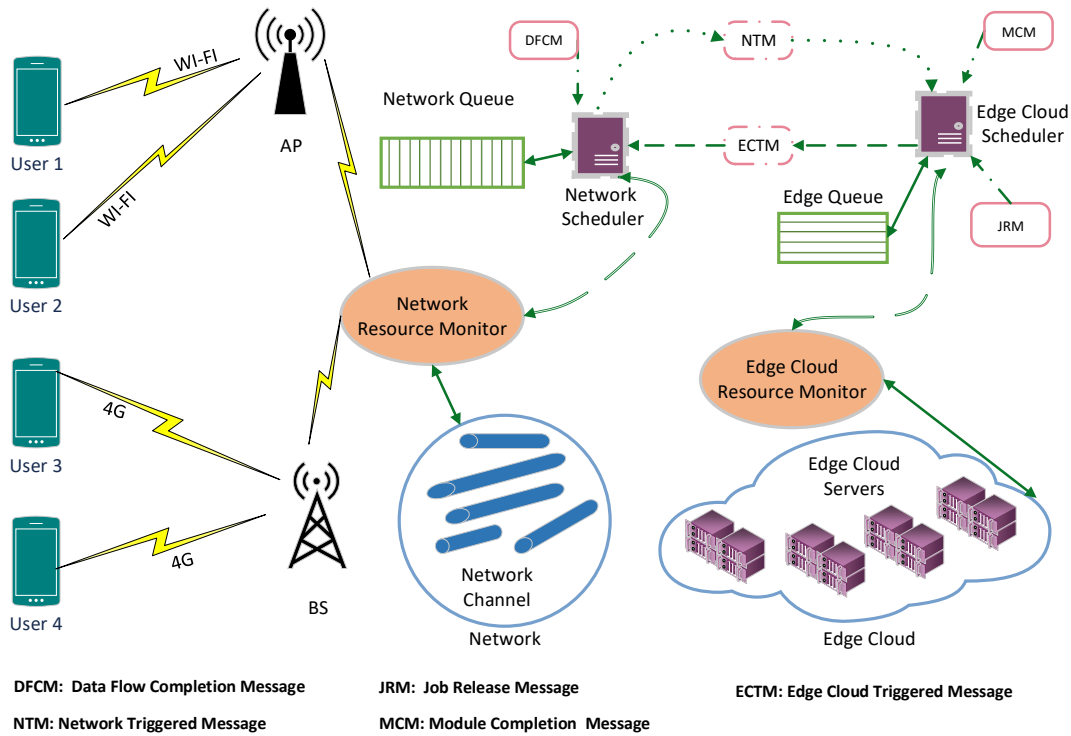 WI-FI
User 1
AP
WI-FI
User 2
4G
User 3
4G
User 4
BS
DFCM
NTM
MCM
Network Queue
Network
Scheduler
ECTM
Edge Cloud
Scheduler
Edge Queue
JRM
Network
Resource Monitor
Edge Cloud
Resource Monitor
Network
Channel
Network
Edge Cloud
Servers
Edge Cloud
DFCM: Data Flow Completion Message
JRM: Job Release Message
ECTM: Edge Cloud Triggered Message
NTM: Network Triggered Message
MCM: Module Completion Message